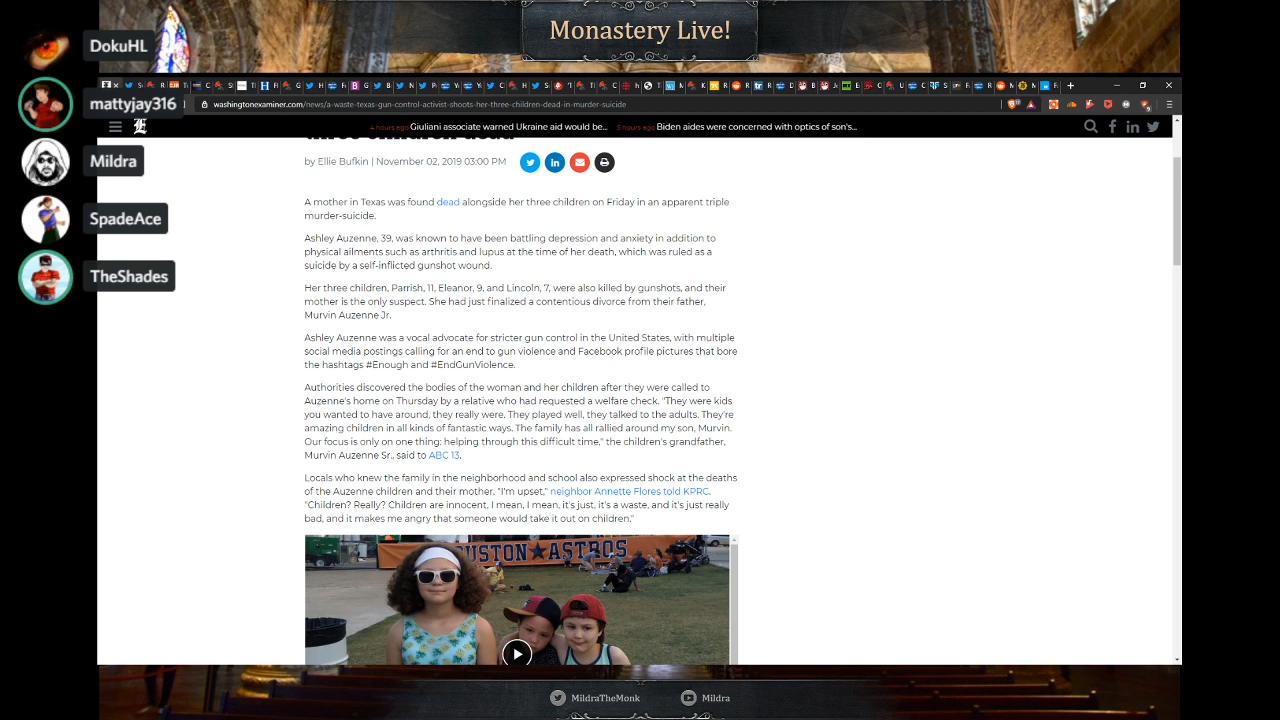 Monastery Live!
DokuHL
mattyjay316
Mildra
SpadeAce
TheShades
washingtonexaminer.com/news/a-waste-texas-gun-control-activist-shoots-her-three-children-dead-in-murder-suicide
4 hours ago Giuliani associate warned Ukraine aid would be... 5 hours ago Biden aides were concerned with optics of son's...
three children dead
by Ellie Bufkin | November 02, 2019 03:00 PM
A mother in Texas was found dead alongside her three children on Friday in an apparent triple
murder-suicide.
Ashley Auzenne, 39, was known to have been battling depression and anxiety in addition to
physical ailments such as arthritis and lupus at the time of her death, which was ruled as a
suicide by a self-inflicted gunshot wound.
Her three children, Parrish, 11, Eleanor, 9, and Lincoln, 7, were also killed by gunshots, and their
mother is the only suspect. She had just finalized a contentious divorce from their father,
Murvin Auzenne Jr.
Ashley Auzenne was a vocal advocate for stricter gun control in the United States, with multiple
social media postings calling for an end to gun violence and Facebook profile pictures that bore
the hashtags #Enough and #EndGunViolence.
Authorities discovered the bodies of the woman and her children after they were called to
Auzenne's home on Thursday by a relative who had requested a welfare check. "They were kids
you wanted to have around, they really were. They played well, they talked to the adults. They're
amazing children in all kinds of fantastic ways. The family has all rallied around my son, Murvin.
Our focus is only on one thing: helping through this difficult time," the children's grandfather,
Murvin Auzenne Sr., said to ABC 13.
Locals who knew the family in the neighborhood and school also expressed shock at the deaths
of the Auzenne children and their mother. "I'm upset," neighbor Annette Flores told KPRC.
"Children? Really? Children are innocent, I mean, I mean, it's just, it's a waste, and it's just really
bad, and it makes me angry that someone would take it out on children."
OUSTON★ASTROS
MildraTheMonk Mildra